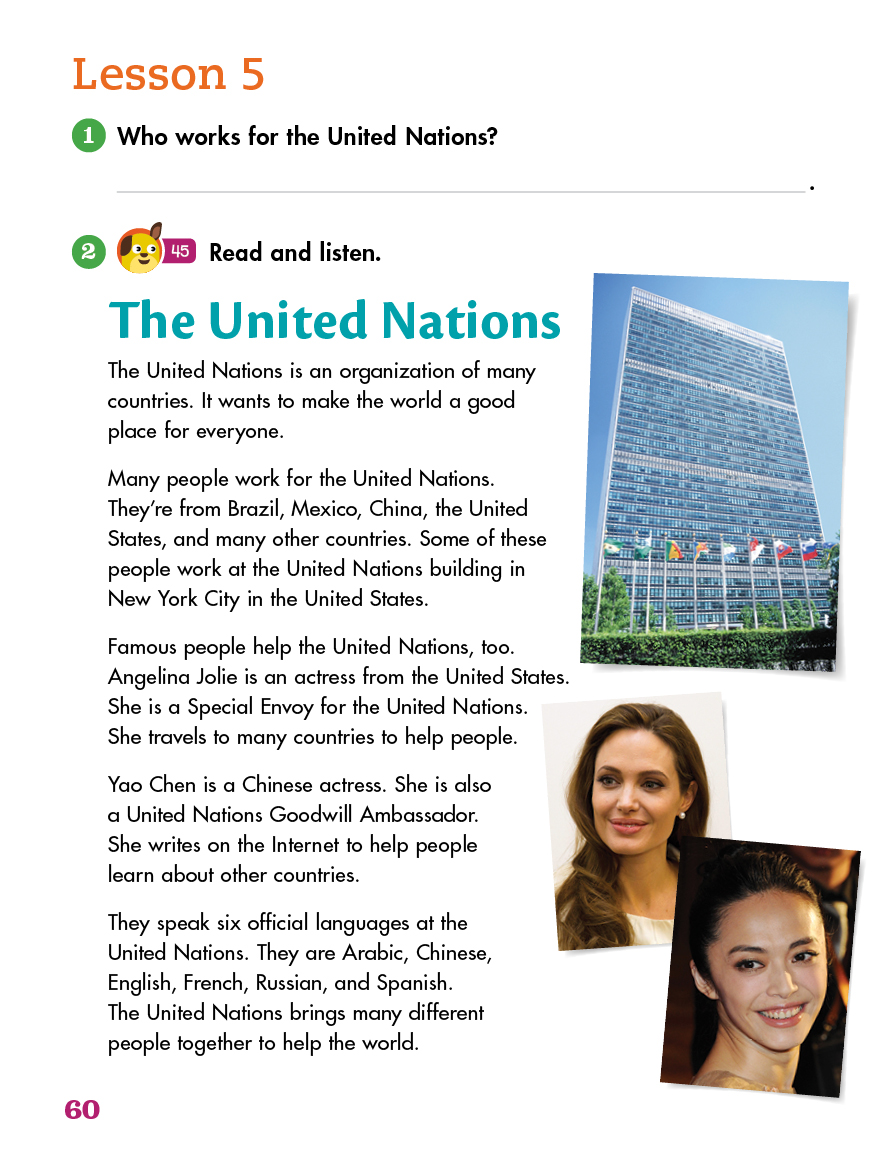 Lesson 5
1 Who works for the United Nations?
.
2 45 Read and listen.
The United Nations
The United Nations is an organization of many
countries. It wants to make the world a good
place for everyone.
Many people work for the United Nations.
They’re from Brazil, Mexico, China, the United
States, and many other countries. Some of these
people work at the United Nations building in
New York City in the United States.
Famous people help the United Nations, too.
Angelina Jolie is an actress from the United States.
She is a Special Envoy for the United Nations.
She travels to many countries to help people.
Yao Chen is a Chinese actress. She is also
a United Nations Goodwill Ambassador.
She writes on the Internet to help people
learn about other countries.
They speak six official languages at the
United Nations. They are Arabic, Chinese,
English, French, Russian, and Spanish.
The United Nations brings many different
people together to help the world.
60